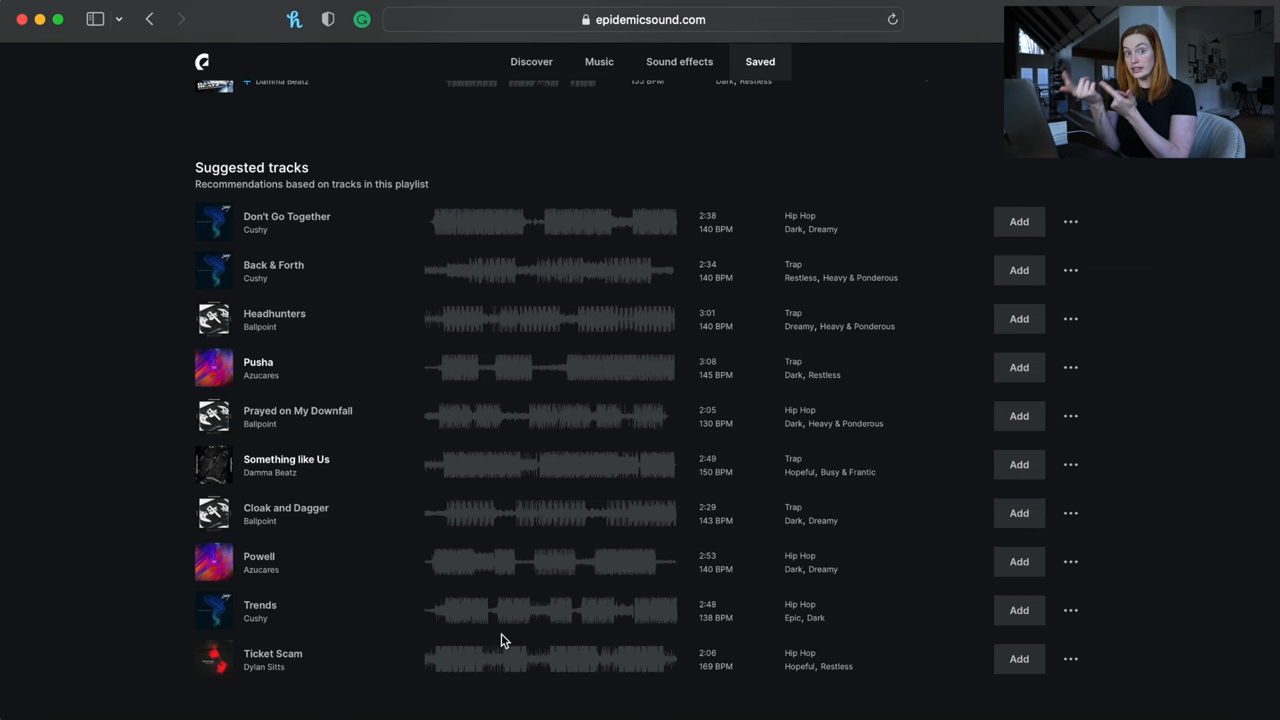 epidemicsound.com
Discover Music Sound effects Saved
Damma Beatz 155 BPM Dark, Restless
Suggested tracks
Recommendations based on tracks in this playlist
Don't Go Together 2:38 Hip Hop Add
Cushy 140 BPM Dark, Dreamy
Back & Forth 2:34 Trap Add
Cushy 140 BPM Restless, Heavy & Ponderous
Headhunters 3:01 Trap Add
Ballpoint 140 BPM Dreamy, Heavy & Ponderous
Pusha 3:08 Trap Add
Azucares 145 BPM Dark, Restless
Prayed on My Downfall 2:05 Hip Hop Add
Ballpoint 130 BPM Dark, Heavy & Ponderous
Something like Us 2:49 Trap Add
Damma Beatz 150 BPM Hopeful, Busy & Frantic
Cloak and Dagger 2:29 Trap Add
Ballpoint 143 BPM Dark, Dreamy
Powell 2:53 Hip Hop Add
Azucares 140 BPM Dark, Dreamy
Trends 2:48 Hip Hop Add
Cushy 138 BPM Epic, Dark
Ticket Scam 2:06 Hip Hop Add
Dylan Sitts 169 BPM Hopeful, Restless